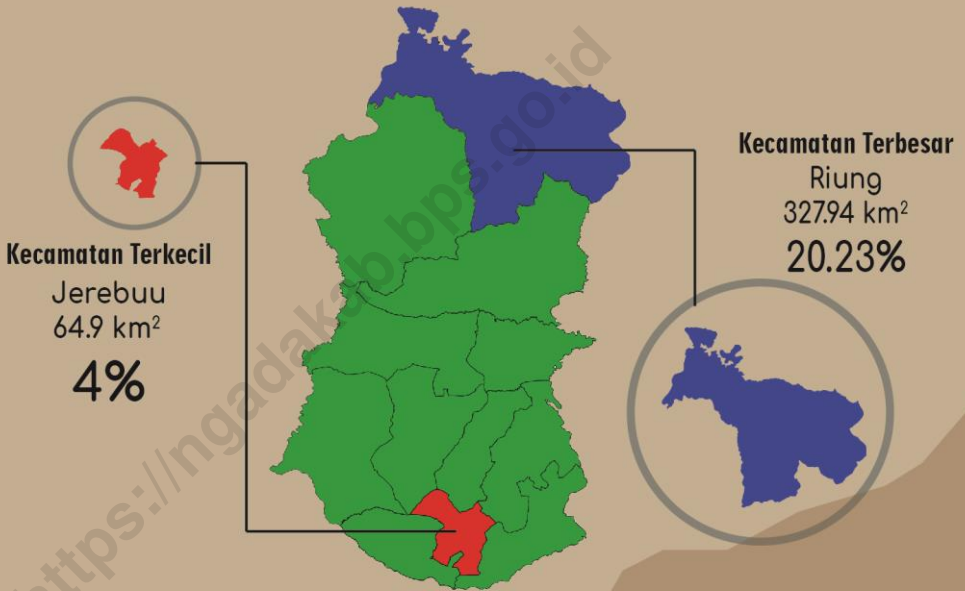 Kecamatan Terkecil
Jerebuu
64.9 km²
4%
Kecamatan Terbesar
Riung
327.94 km²
20.23%
https://ngadakab.bps.go.id